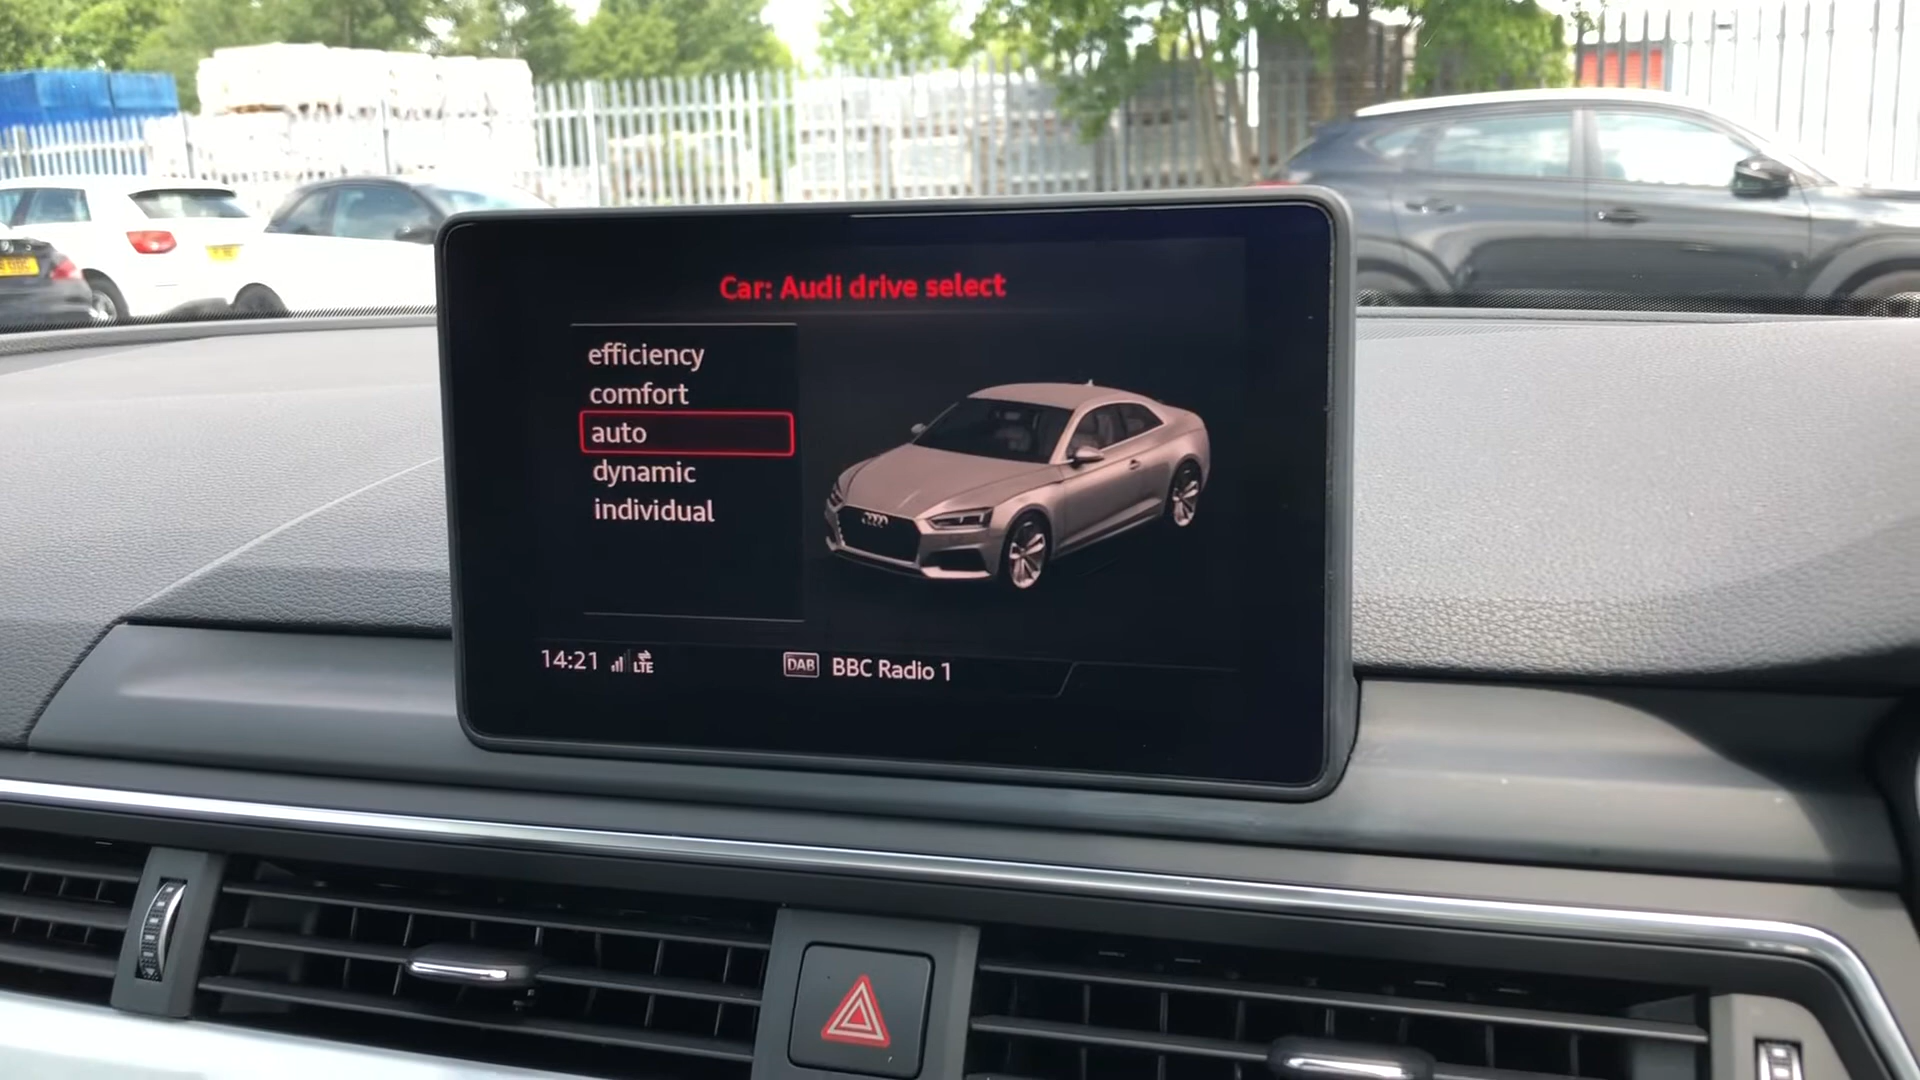 Car: Audi drive select
efficiency
comfort
auto
dynamic
individual
14:21 LTE
DAB BBC Radio 1